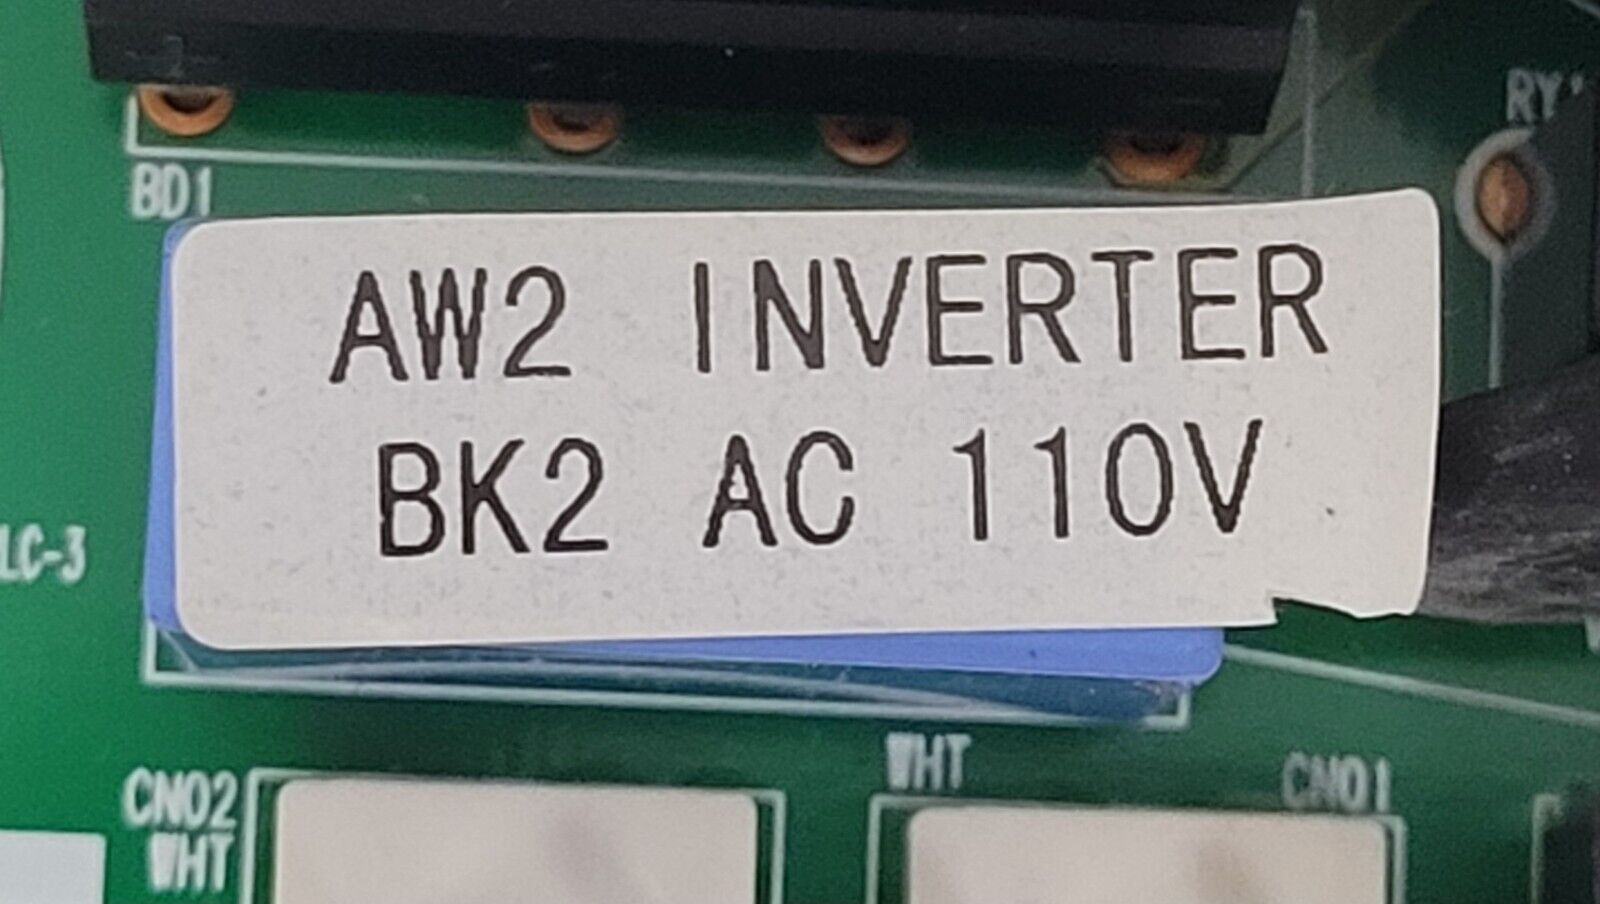 RY
BD1
AW2 INVERTER
BK2 AC 110V
LC-3
WHT
CN01
CN02
WHT